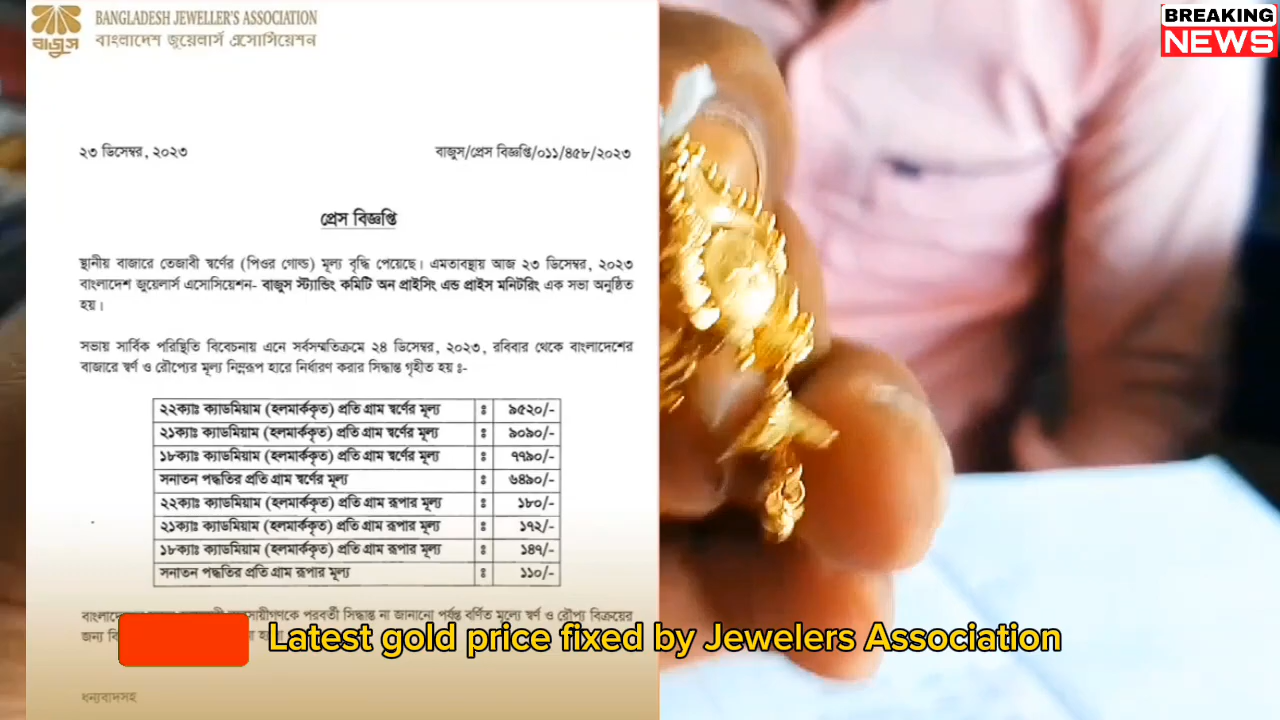 BANGLADESH JEWELLER'S ASSOCIATION
বাজুস
বাংলাদেশ জুয়েলার্স এসোসিয়েশন
BREAKING
NEWS
২৩ ডিসেম্বর, ২০২৩
বাজুস/প্রেস বিজ্ঞপ্তি/০১১/৪৫৮/২০২৩
প্রেস বিজ্ঞপ্তি
স্থানীয় বাজারে তেজাবী স্বর্ণের (পিওর গোল্ড) মূল্য বৃদ্ধি পেয়েছে। এমতাবস্থায় আজ ২৩ ডিসেম্বর, ২০২৩
বাংলাদেশ জুয়েলার্স এসোসিয়েশন- বাজুস স্ট্যান্ডিং কমিটি অন প্রাইসিং এন্ড প্রাইস মনিটরিং এক সভা অনুষ্ঠিত
হয়।
সভায় সার্বিক পরিস্থিতি বিবেচনায় এনে সর্বসম্মতিক্রমে ২৪ ডিসেম্বর, ২০২৩, রবিবার থেকে বাংলাদেশের
বাজারে স্বর্ণ ও রৌপ্যের মূল্য নিম্নরূপ হারে নির্ধারণ করার সিদ্ধান্ত গৃহীত হয় ঃ-
২২ক্যাঃ ক্যাডমিয়াম (হলমার্ককৃত) প্রতি গ্রাম স্বর্ণের মূল্য ঃ ৯৫২০/-
২১ক্যাঃ ক্যাডমিয়াম (হলমার্ককৃত) প্রতি গ্রাম স্বর্ণের মূল্য ঃ ৯০৯০/-
১৮ক্যাঃ ক্যাডমিয়াম (হলমার্ককৃত) প্রতি গ্রাম স্বর্ণের মূল্য ঃ ৭৭৯০/-
সনাতন পদ্ধতির প্রতি গ্রাম স্বর্ণের মূল্য ঃ ৬৪৯০/-
২২ক্যাঃ ক্যাডমিয়াম (হলমার্ককৃত) প্রতি গ্রাম রূপার মূল্য ঃ ১৮০/-
২১ক্যাঃ ক্যাডমিয়াম (হলমার্ককৃত) প্রতি গ্রাম রূপার মূল্য ঃ ১৭২/-
১৮ক্যাঃ ক্যাডমিয়াম (হলমার্ককৃত) প্রতি গ্রাম রূপার মূল্য ঃ ১৪৭/-
সনাতন পদ্ধতির প্রতি গ্রাম রূপার মূল্য ঃ ১১০/-
পরবর্তী সিদ্ধান্ত না জানানো পর্যন্ত বর্ণিত মূল্যে স্বর্ণ ও রৌপ্য বিক্রয়ের
জন্য
Latest gold price fixed by Jewelers Association
ধন্যবাদসহ